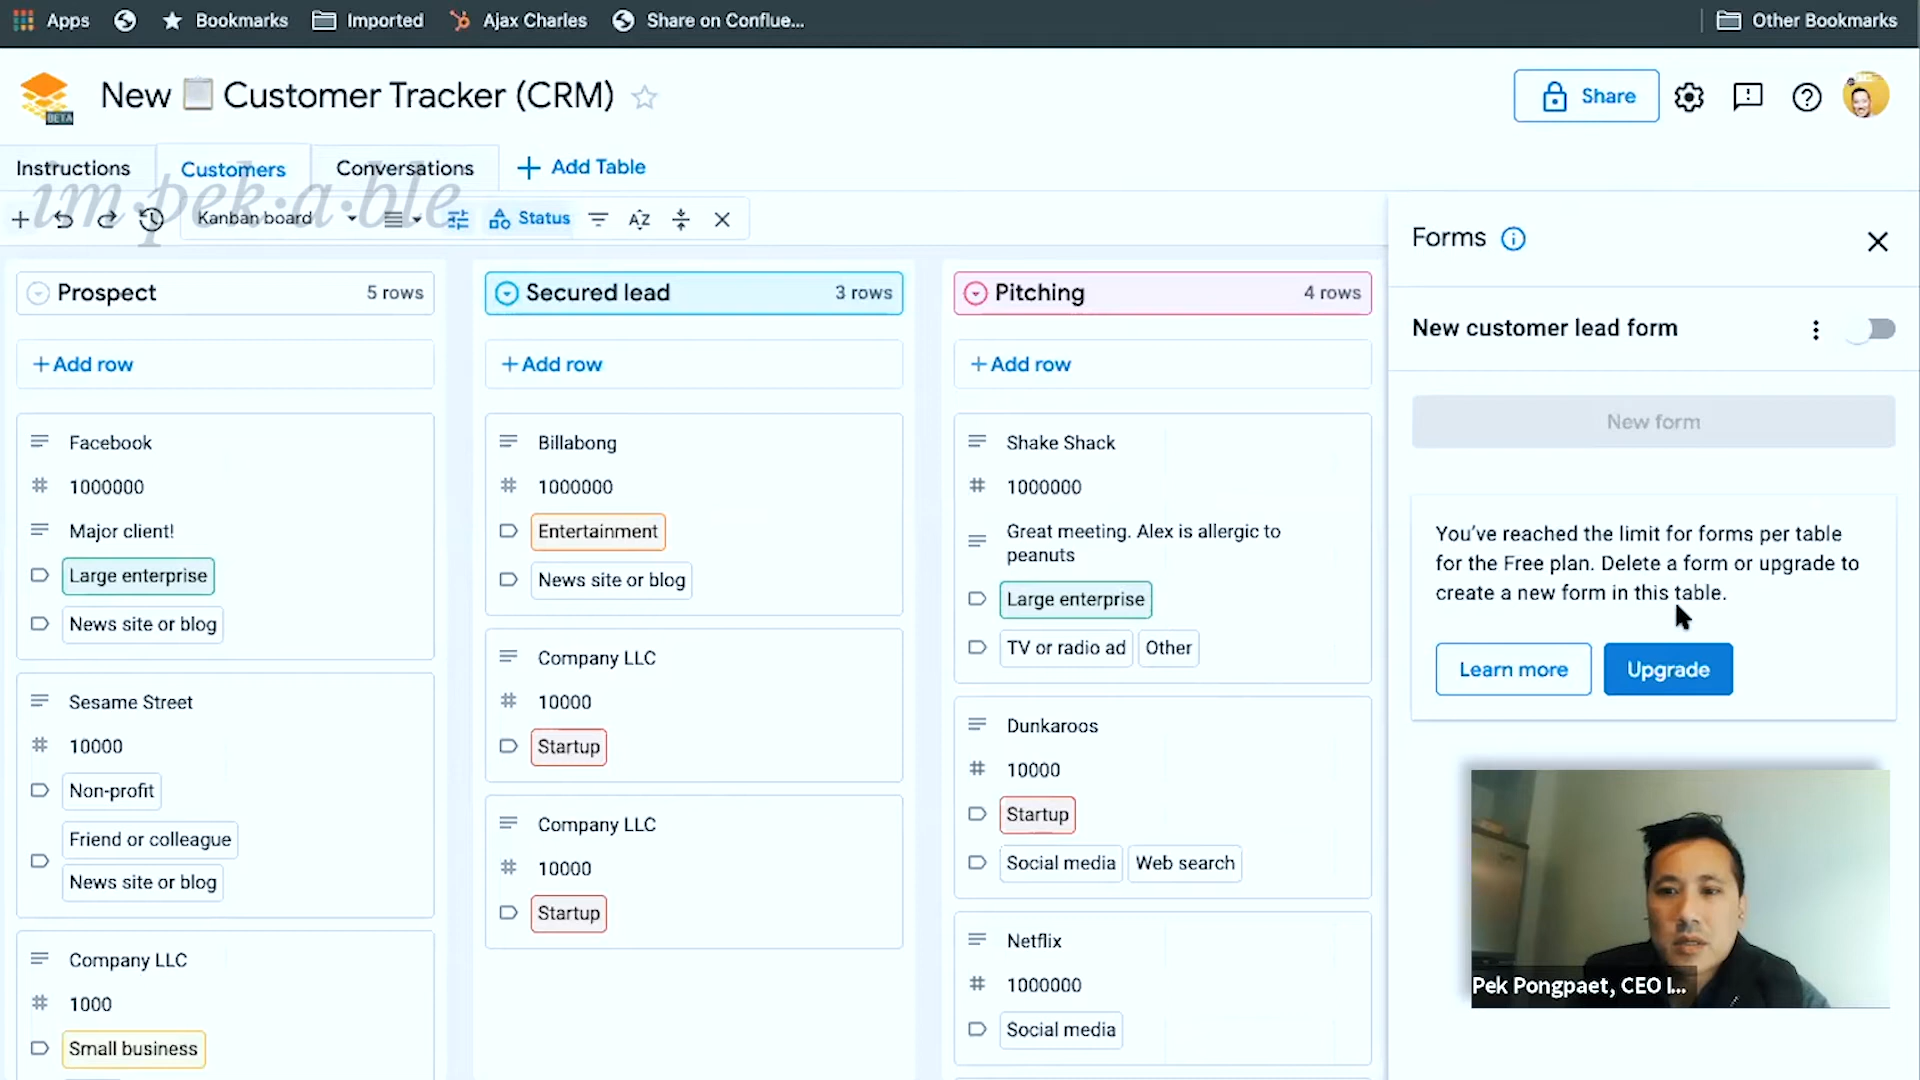 Apps
Bookmarks
Imported
Ajax Charles
Share on Conflue...
Other Bookmarks
BETA
New Customer Tracker (CRM)
Share
Instructions
Customers
Conversations
+ Add Table
im·pek·a·ble
Kanban board
Status
Prospect
5 rows
+ Add row
Facebook
# 1000000
Major client!
Large enterprise
News site or blog
Sesame Street
# 10000
Non-profit
Friend or colleague
News site or blog
Company LLC
# 1000
Small business
Secured lead
3 rows
+ Add row
Billabong
# 1000000
Entertainment
News site or blog
Company LLC
# 10000
Startup
Company LLC
# 10000
Startup
Pitching
4 rows
+ Add row
Shake Shack
# 1000000
Great meeting. Alex is allergic to
peanuts
Large enterprise
TV or radio ad Other
Dunkaroos
# 10000
Startup
Social media Web search
Netflix
# 1000000
Social media
Forms
New customer lead form
New form
You've reached the limit for forms per table
for the Free plan. Delete a form or upgrade to
create a new form in this table.
Learn more
Upgrade
Pek Pongpaet, CEO I...